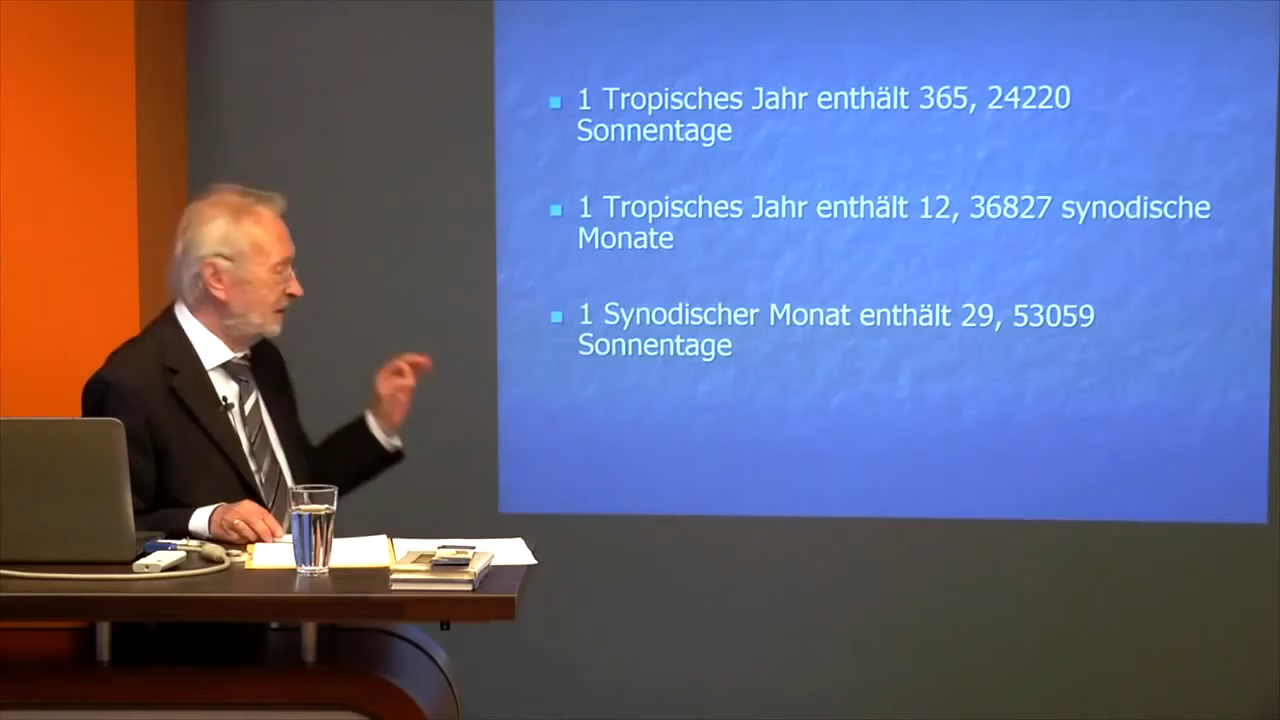 1 Tropisches Jahr enthält 365, 24220
Sonnentage
1 Tropisches Jahr enthält 12, 36827 synodische
Monate
1 Synodischer Monat enthält 29, 53059
Sonnentage